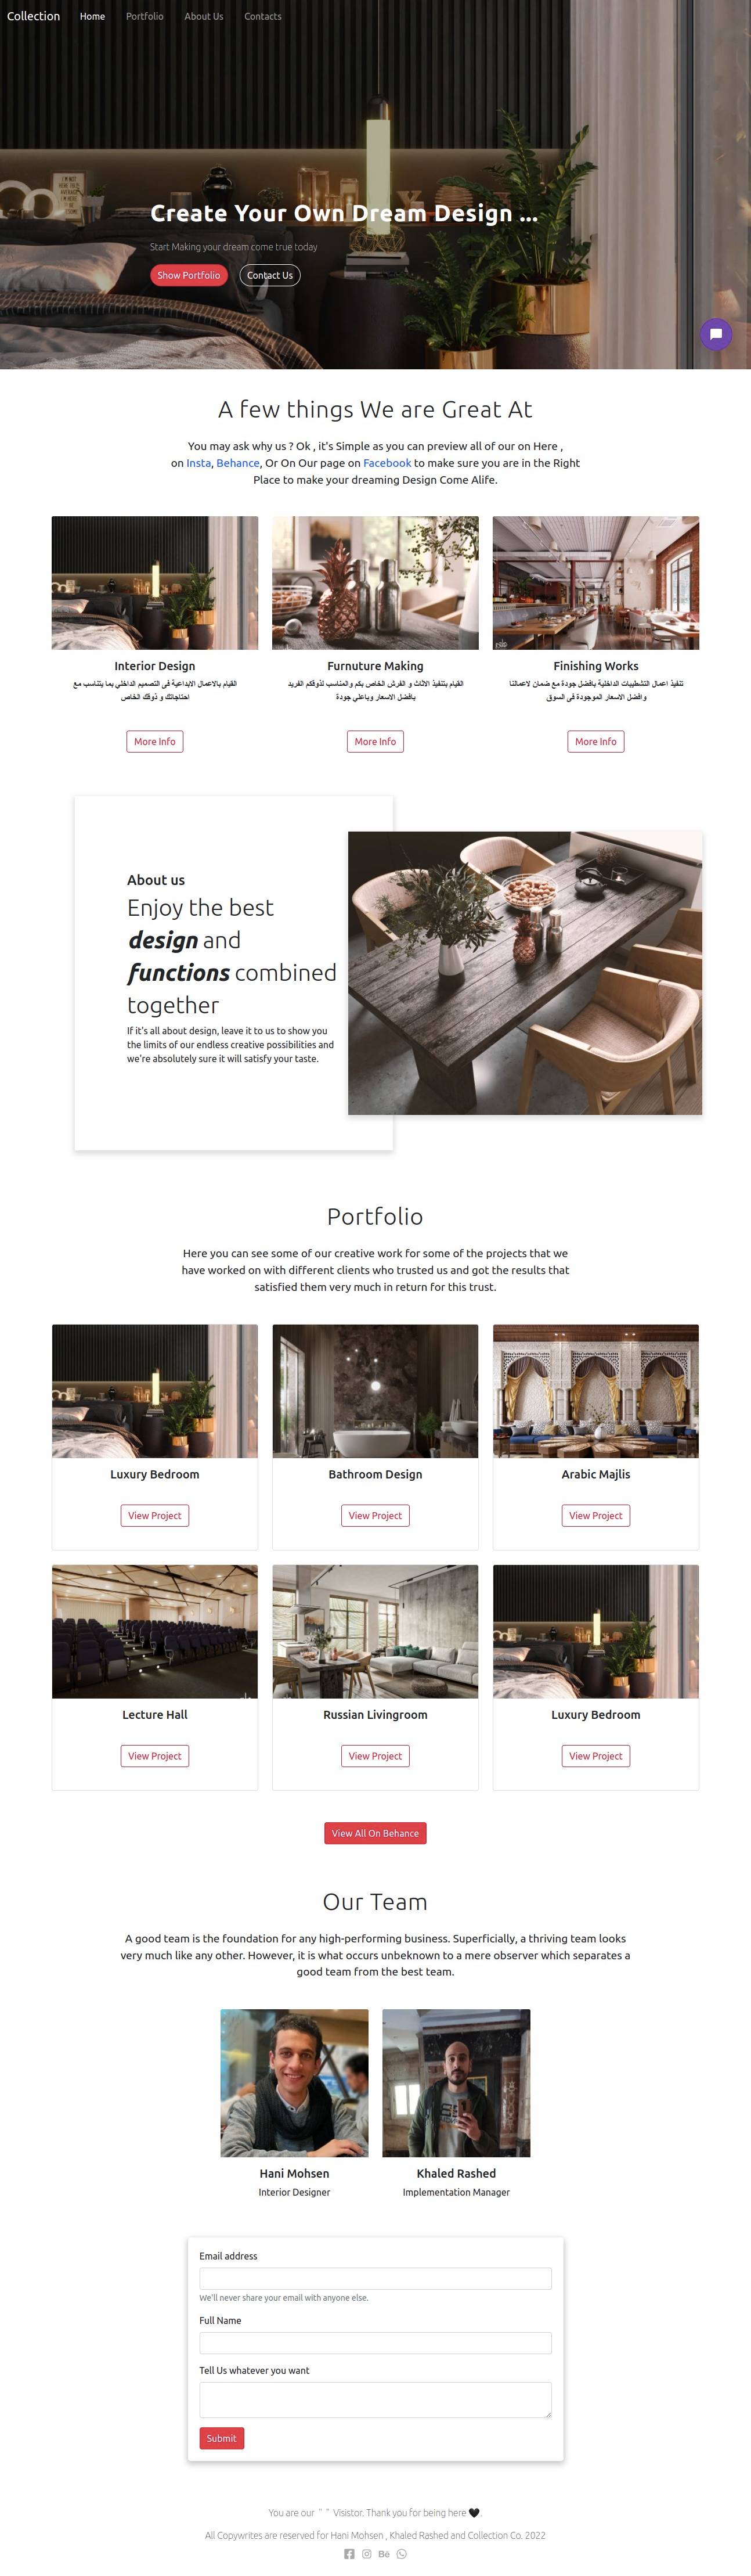 Collection Home Portfolio About Us Contacts
Create Your Own Dream Design ...
Start Making your dream come true today
Show Portfolio Contact Us
A few things We are Great At
You may ask why us ? Ok , it's Simple as you can preview all of our on Here ,
on Insta, Behance, Or On Our page on Facebook to make sure you are in the Right
Place to make your dreaming Design Come Alife.
Interior Design
القيام بالاعمال الابداعية فى التصميم الداخلي بما يتناسب مع
احتاجاتك و ذوقك الخاص
More Info
Furnuture Making
القيام بتنفيذ الاثاث و الفرش الخاص بكم والمناسب لذوقكم الفريد
بافضل الاسعار وباعلي جودة
More Info
Finishing Works
تنفيذ اعمال التشطيبات الداخلية بافضل جودة مع ضمان لاعمالنا
وافضل الاسعار الموجودة فى السوق
More Info
About us
Enjoy the best
design and
functions combined
together
If it's all about design, leave it to us to show you
the limits of our endless creative possibilities and
we're absolutely sure it will satisfy your taste.
Portfolio
Here you can see some of our creative work for some of the projects that we
have worked on with different clients who trusted us and got the results that
satisfied them very much in return for this trust.
Luxury Bedroom
View Project
Bathroom Design
View Project
Arabic Majlis
View Project
Lecture Hall
View Project
Russian Livingroom
View Project
Luxury Bedroom
View Project
View All On Behance
Our Team
A good team is the foundation for any high-performing business. Superficially, a thriving team looks
very much like any other. However, it is what occurs unbeknown to a mere observer which separates a
good team from the best team.
Hani Mohsen
Interior Designer
Khaled Rashed
Implementation Manager
Email address
We'll never share your email with anyone else.
Full Name
Tell Us whatever you want
Submit
You are our " " Visistor. Thank you for being here 🖤
All Copywrites are reserved for Hani Mohsen , Khaled Rashed and Collection Co. 2022
Bē